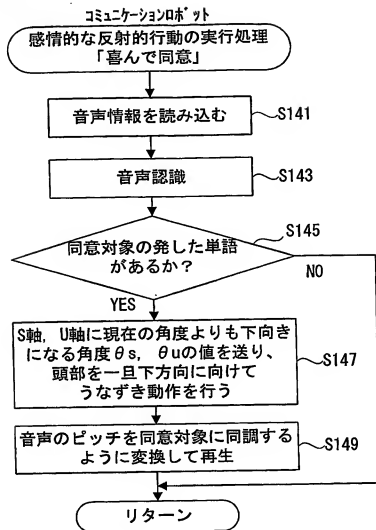 コミュニケーションロボット
感情的な反射的行動の実行処理
「喜んで同意」
音声情報を読み込む
S141
音声認識
S143
同意対象の発した単語
があるか？
S145
NO
YES
S軸，U軸に現在の角度よりも下向き
になる角度θs，θuの値を送り、
頭部を一旦下方向に向けて
うなずき動作を行う
S147
音声のピッチを同意対象に同調する
ように変換して再生
S149
リターン